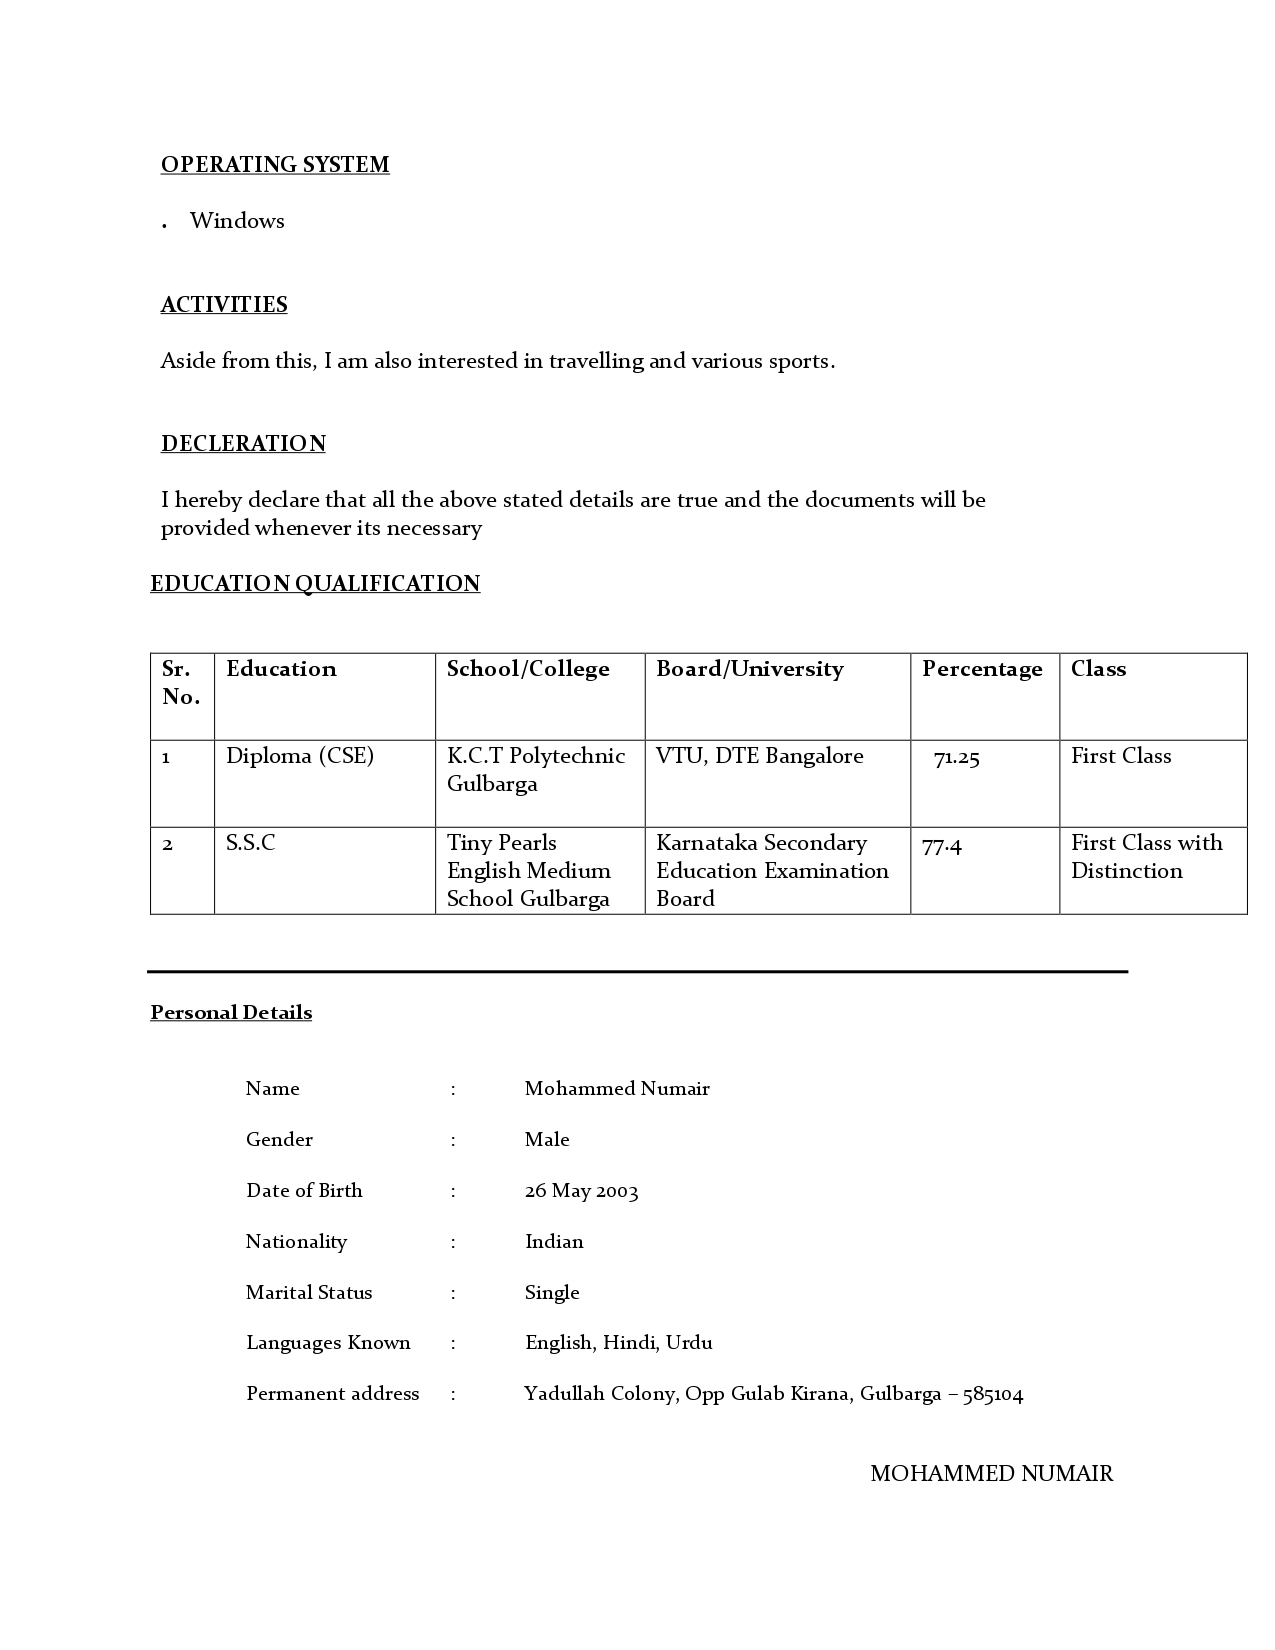 OPERATING SYSTEM
. Windows
ACTIVITIES
Aside from this, I am also interested in travelling and various sports.
DECLERATION
I hereby declare that all the above stated details are true and the documents will be
provided whenever its necessary
EDUCATION QUALIFICATION
Sr. No. Education School/College Board/University Percentage Class
1 Diploma (CSE) K.C.T Polytechnic Gulbarga VTU, DTE Bangalore 71.25 First Class
2 S.S.C Tiny Pearls English Medium School Gulbarga Karnataka Secondary Education Examination Board 77.4 First Class with Distinction
Personal Details
Name : Mohammed Numair
Gender : Male
Date of Birth : 26 May 2003
Nationality : Indian
Marital Status : Single
Languages Known : English, Hindi, Urdu
Permanent address : Yadullah Colony, Opp Gulab Kirana, Gulbarga – 585104
MOHAMMED NUMAIR